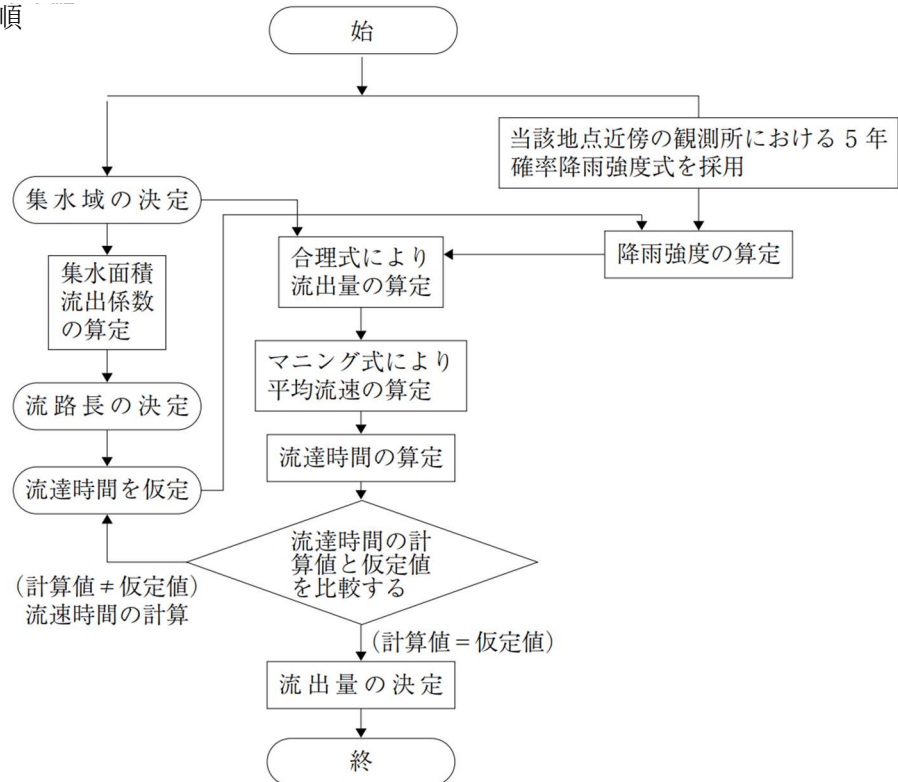 順
始
当該地点近傍の観測所における 5 年
確率降雨強度式を採用
集水域の決定
合理式により
流出量の算定
降雨強度の算定
集水面積
流出係数
の算定
マニング式により
平均流速の算定
流路長の決定
流達時間の算定
流達時間を仮定
流達時間の計
算値と仮定値
を比較する
(計算値≠仮定値)
流速時間の計算
(計算値=仮定値)
流出量の決定
終